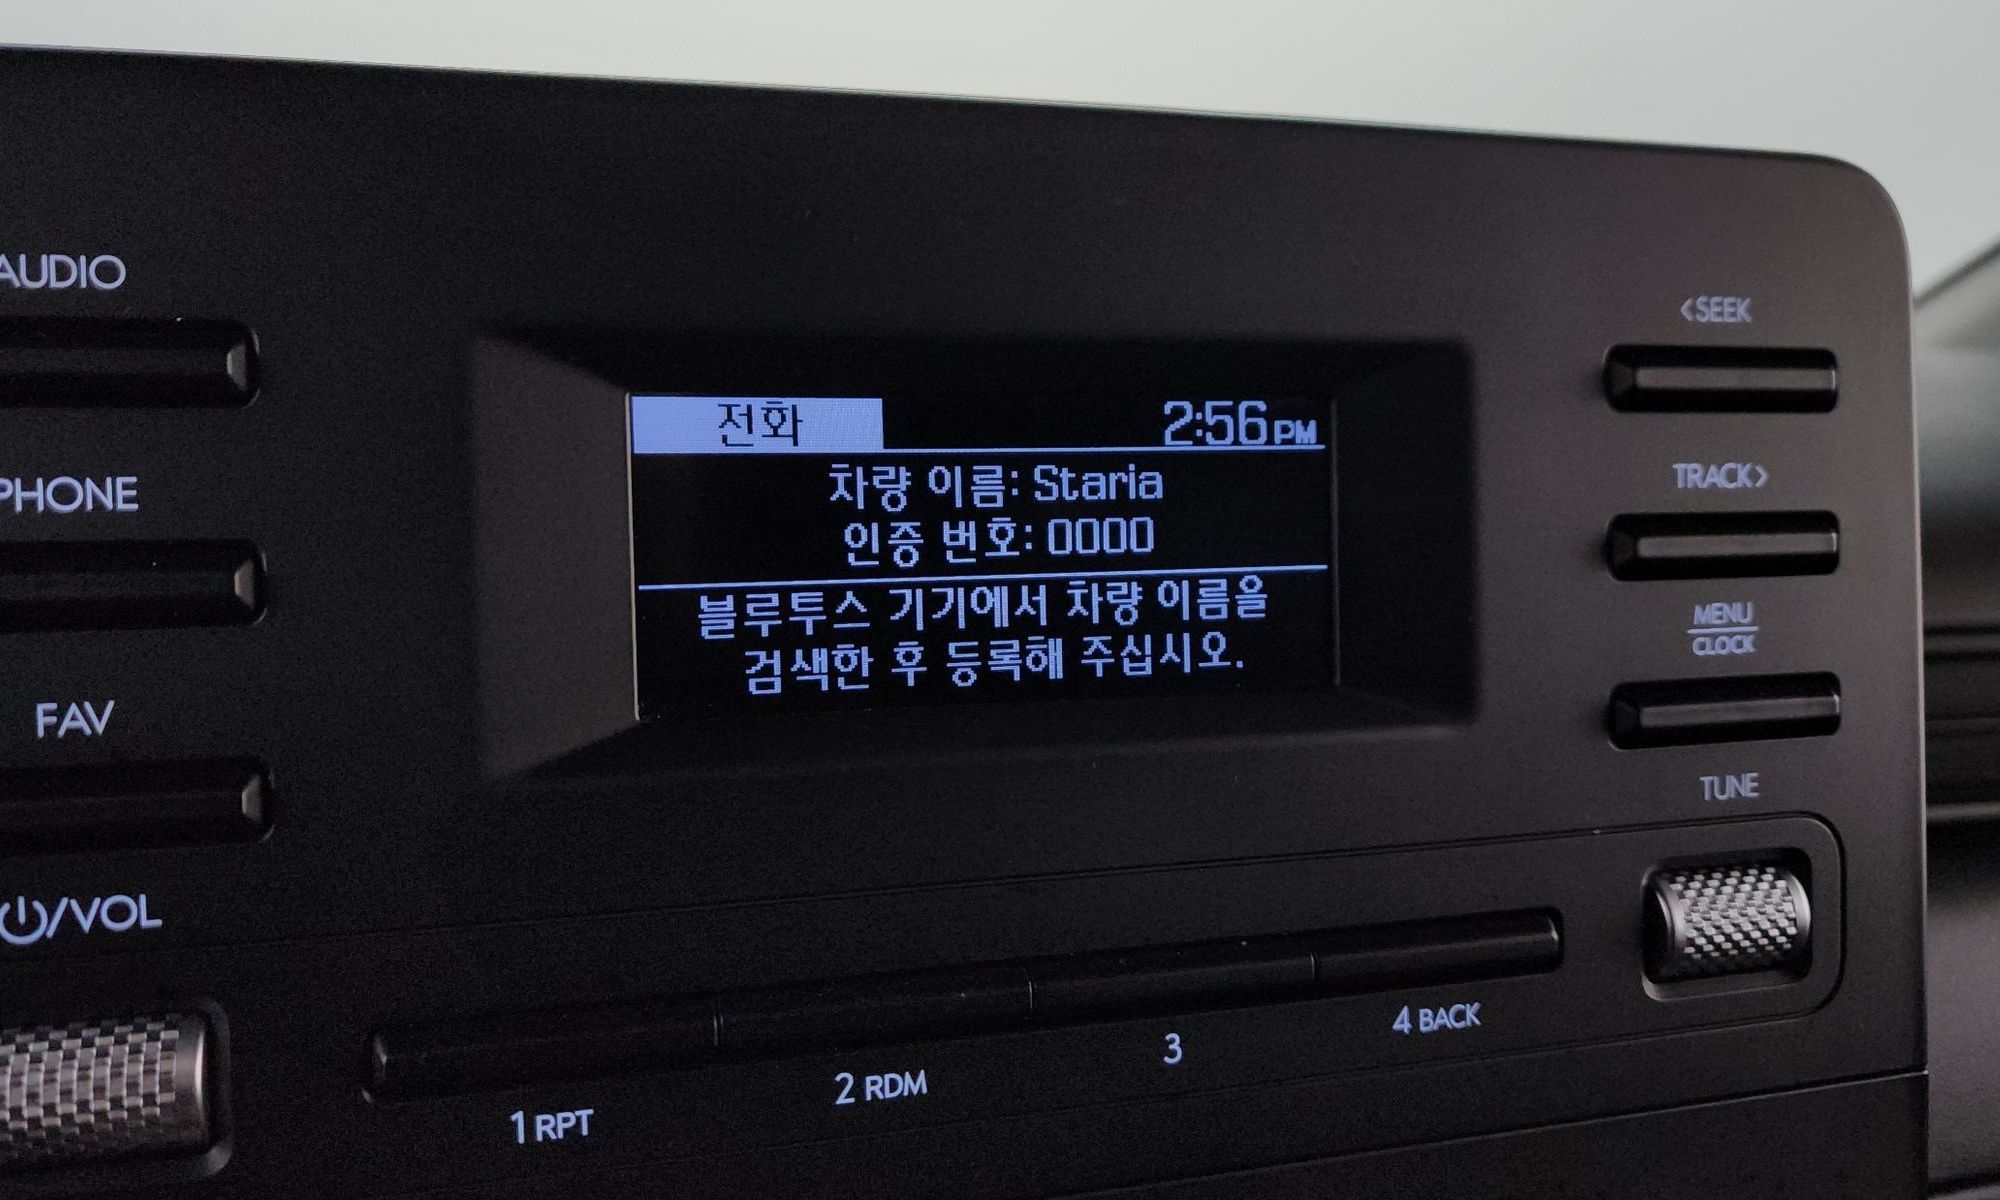 AUDIO
PHONE
FAV
/VOL
전화 2:56 PM
차량 이름: Staria
인증 번호: 0000
블루투스 기기에서 차량 이름을
검색한 후 등록해 주십시오.
<SEEK
TRACK>
MENU
CLOCK
TUNE
1 RPT
2 RDM
3
4 BACK